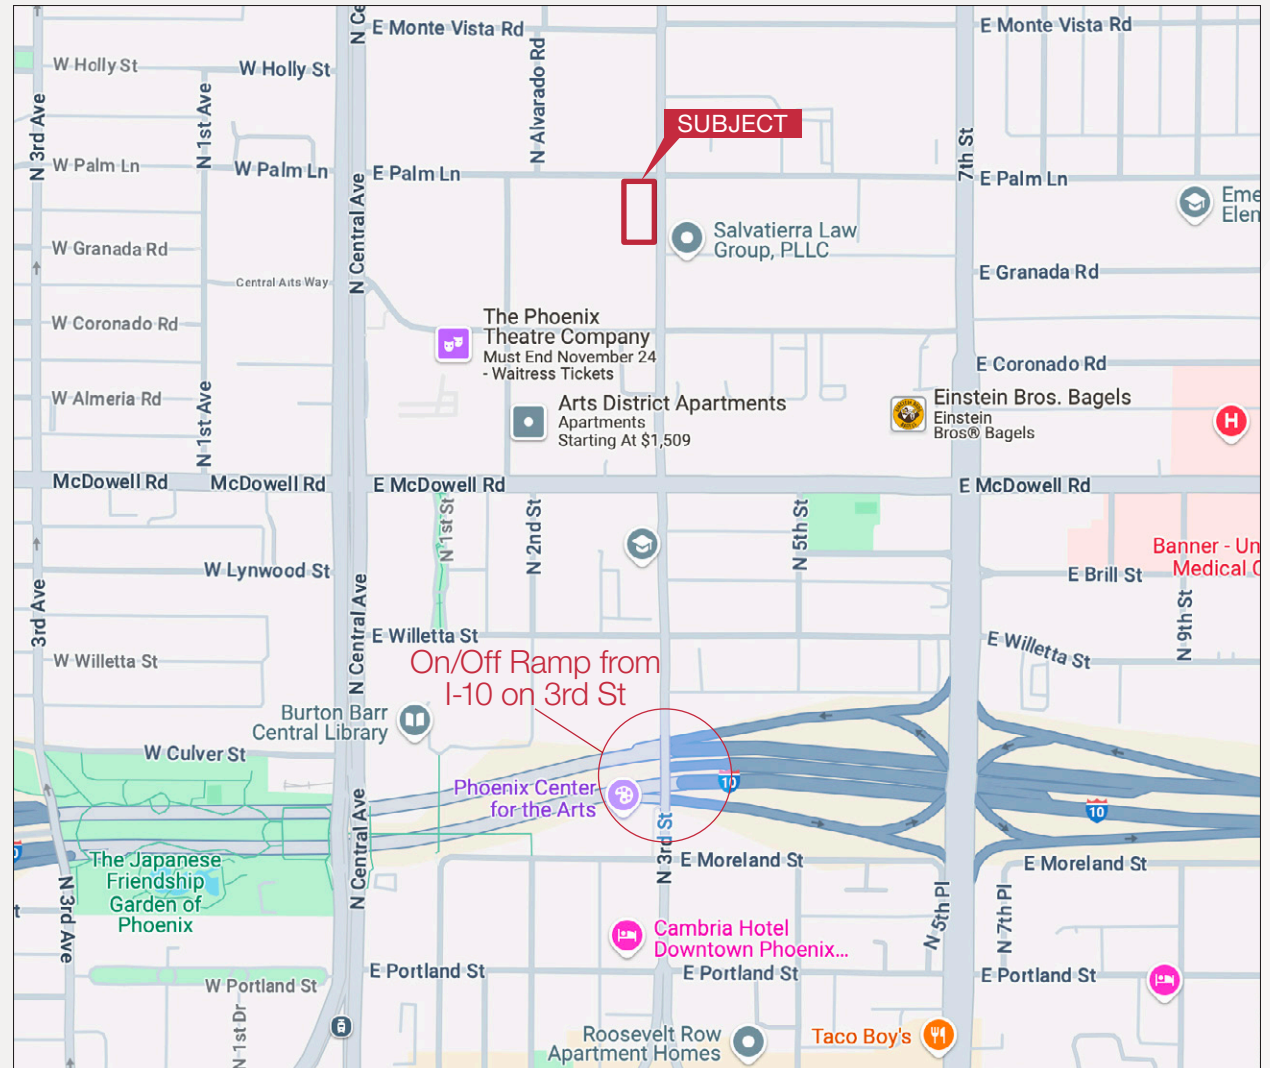 N Ce
E Monte Vista Rd
E Monte Vista Rd
W Holly St
W Holly St
N 3rd Ave
N 1st Ave
N Alvarado Rd
SUBJECT
7th St
W Palm Ln
W Palm Ln
E Palm Ln
E Palm Ln
Eme
Elen
N Central Ave
Salvatierra Law
Group, PLLC
W Granada Rd
E Granada Rd
Central Arts Way
W Coronado Rd
The Phoenix
Theatre Company
Must End November 24
- Waitress Tickets
E Coronado Rd
W Almeria Rd
N 1st Ave
Arts District Apartments
Apartments
Starting At $1,509
Einstein Bros. Bagels
Einstein
Bros® Bagels
H
McDowell Rd
McDowell Rd
E McDowell Rd
E McDowell Rd
N 1st St
N 2nd St
N 5th St
Banner - Un
Medical C
W Lynwood St
E Brill St
3rd Ave
N Central Ave
N 9th St
E Willetta St
E Willetta St
W Willetta St
On/Off Ramp from
I-10 on 3rd St
Burton Barr
Central Library
W Culver St
Phoenix Center
for the Arts
10
10
N Central Ave
N 3rd St
The Japanese
Friendship
Garden of
Phoenix
E Moreland St
E Moreland St
N 3rd Ave
t
N 5th Pl
N 7th Pl
Cambria Hotel
Downtown Phoenix...
E Portland St
E Portland St
E Portland St
W Portland St
N 1st Dr
Roosevelt Row
Apartment Homes
Taco Boy's